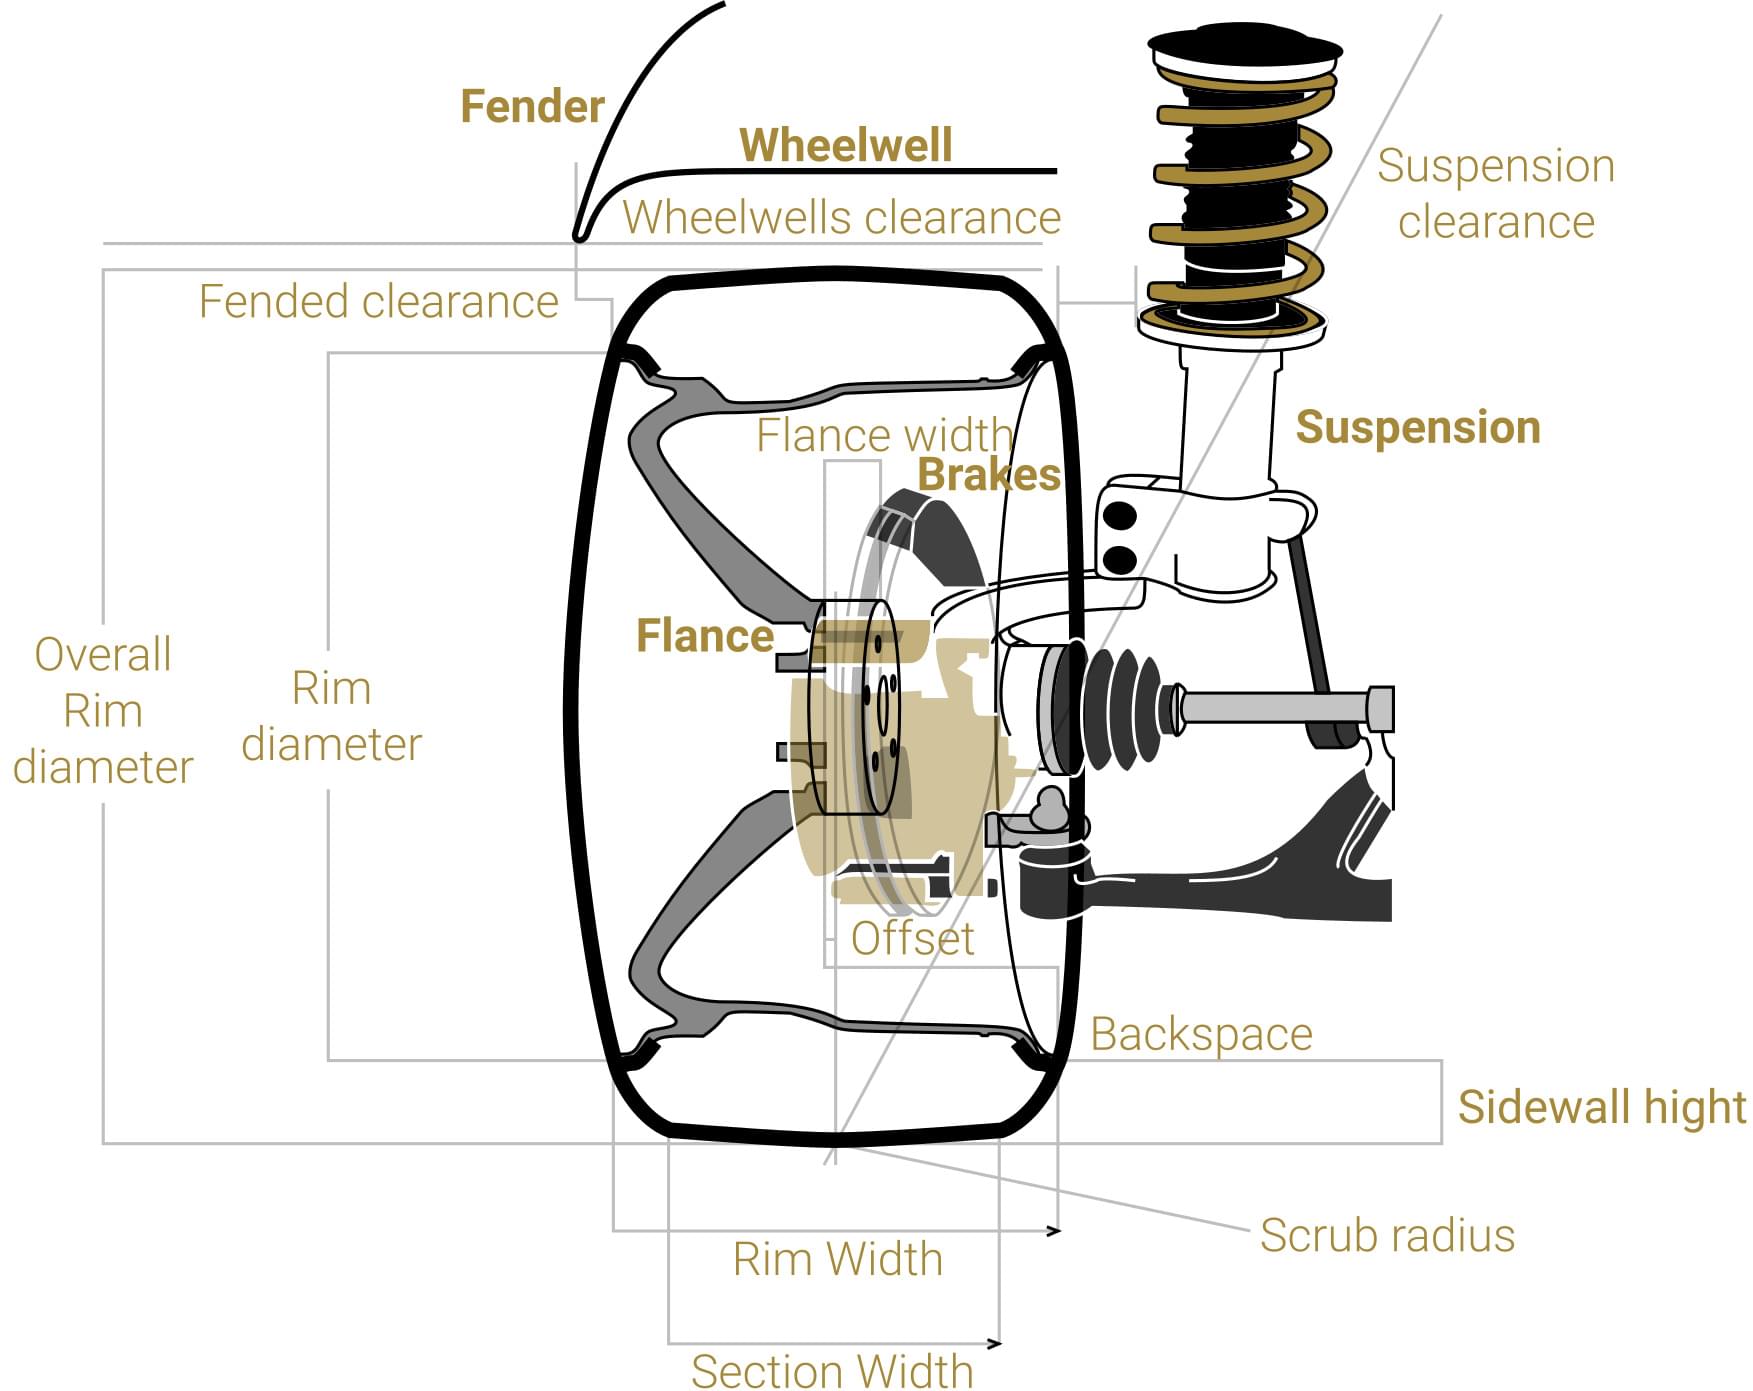 Fender
Wheelwell
Suspension
clearance
Wheelwells clearance
Fended clearance
Flance width
Suspension
Brakes
Flance
Overall
Rim
diameter
Rim
diameter
Offset
Backspace
Sidewall hight
Scrub radius
Rim Width
Section Width